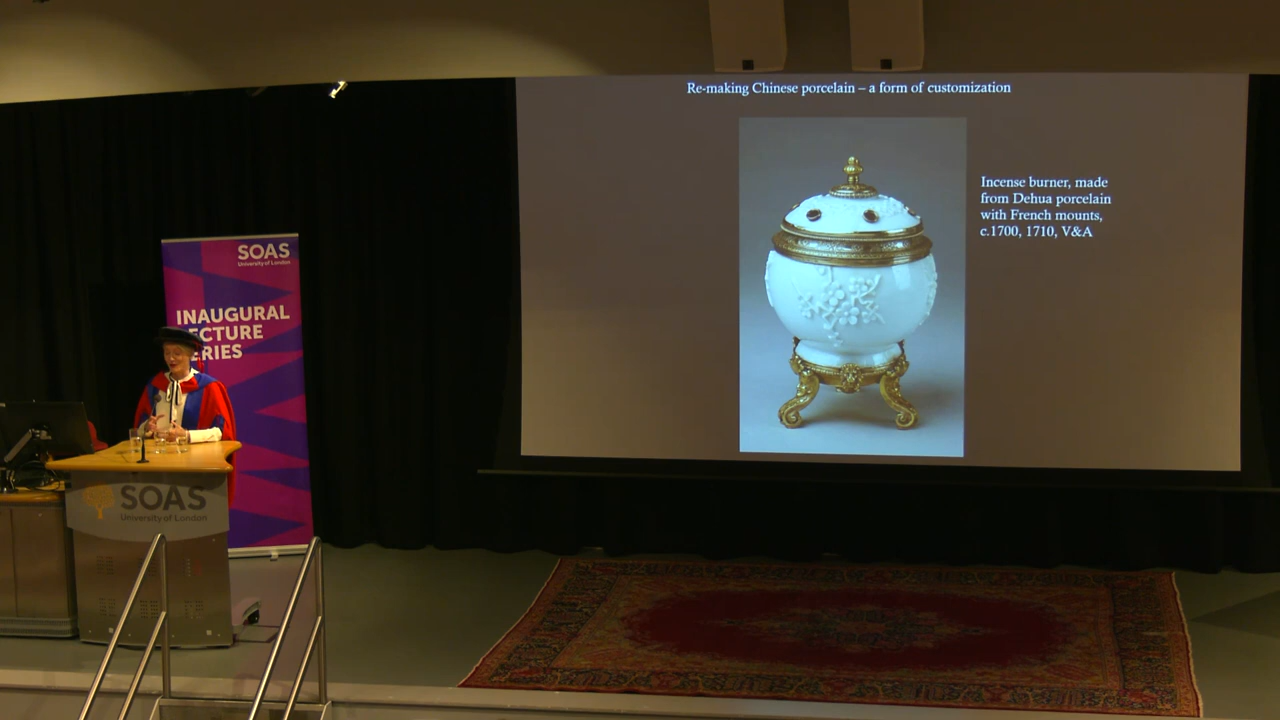 Re-making Chinese porcelain – a form of customization
Incense burner, made
from Dehua porcelain
with French mounts,
c.1700, 1710, V&A
SOAS
University of London
INAUGURAL
ECTURE
ERIES
SOAS
University of London